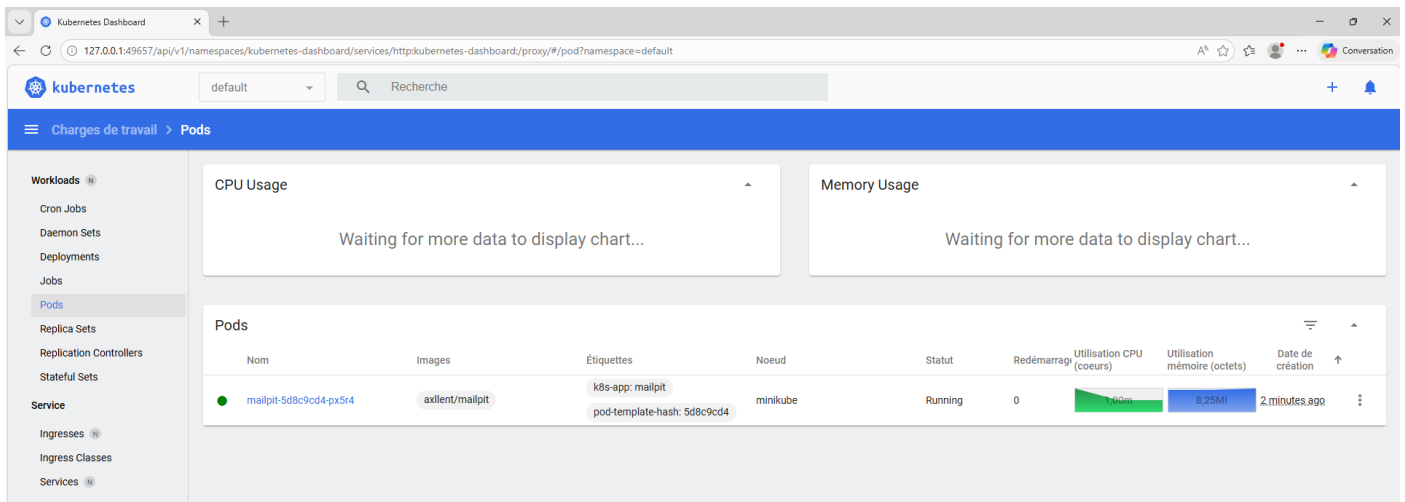 Kubernetes Dashboard
127.0.0.1:49657/api/v1/namespaces/kubernetes-dashboard/services/http:kubernetes-dashboard:/proxy/#/pod?namespace=default
Conversation
kubernetes
default
Recherche
Charges de travail > Pods
Workloads N
Cron Jobs
Daemon Sets
Deployments
Jobs
Pods
Replica Sets
Replication Controllers
Stateful Sets
Service
Ingresses N
Ingress Classes
Services N
CPU Usage
Waiting for more data to display chart...
Memory Usage
Waiting for more data to display chart...
Pods
Nom Images Étiquettes Noeud Statut Redémarrage Utilisation CPU (coeurs) Utilisation mémoire (octets) Date de création
mailpit-5d8c9cd4-px5r4 axllent/mailpit k8s-app: mailpit minikube Running 0 1,00m 8,25Mi 2 minutes ago
pod-template-hash: 5d8c9cd4